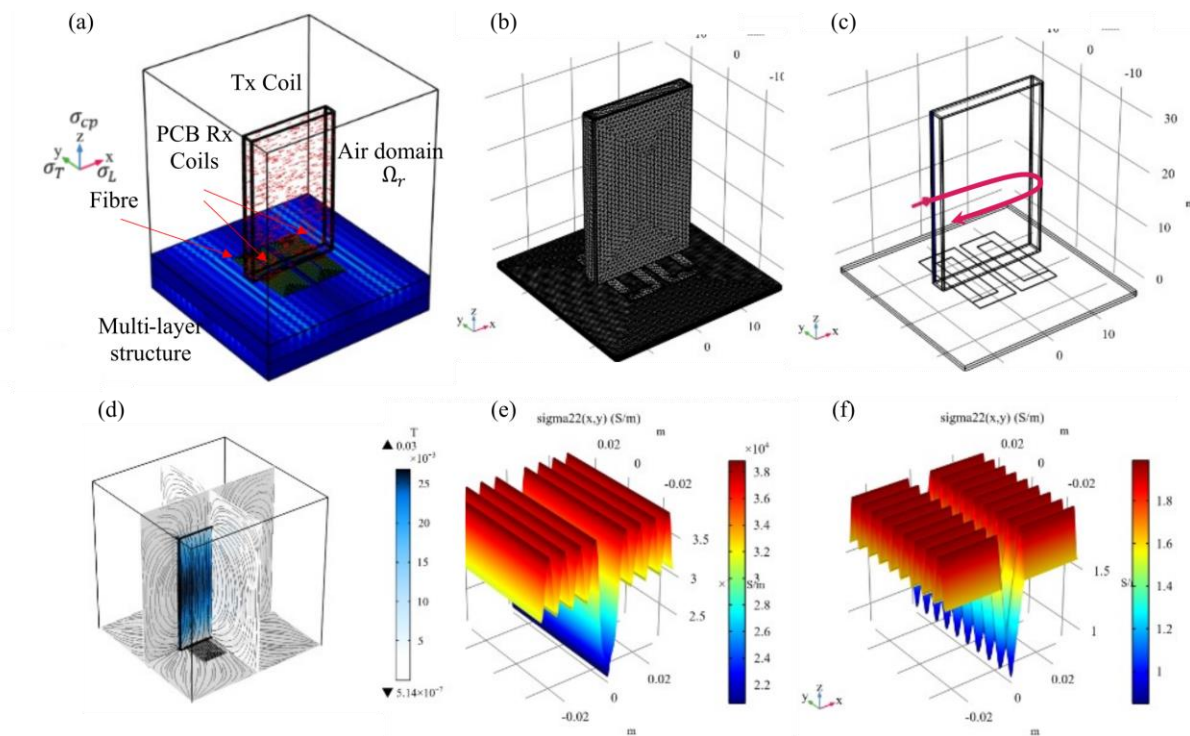 (a)
Tx Coil
PCB Rx
Coils
Air domain
Ω_r
Fibre
σ_cp
z
y
x
σ_T
σ_L
Multi-layer
structure
(b)
10
0
-10
10
0
y
z
x
(c)
10
0
-10
30
20
10
0
10
0
y
z
x
(d)
T
▲ 0.03
×10⁻³
25
20
15
10
5
▼ 5.14×10⁻⁷
(e)
sigma22(x,y) (S/m)
m
0.02
0
-0.02
×10⁴
3.8
3.6
3.4
3.2
3
2.8
2.6
2.4
2.2
3.5
3
2.5
×
S/m
0.02
0
-0.02
m
(f)
sigma22(x,y) (S/m)
m
0.02
0
-0.02
1.8
1.6
1.4
1.2
1
1.5
1
0.02
0
-0.02
m
y
z
x